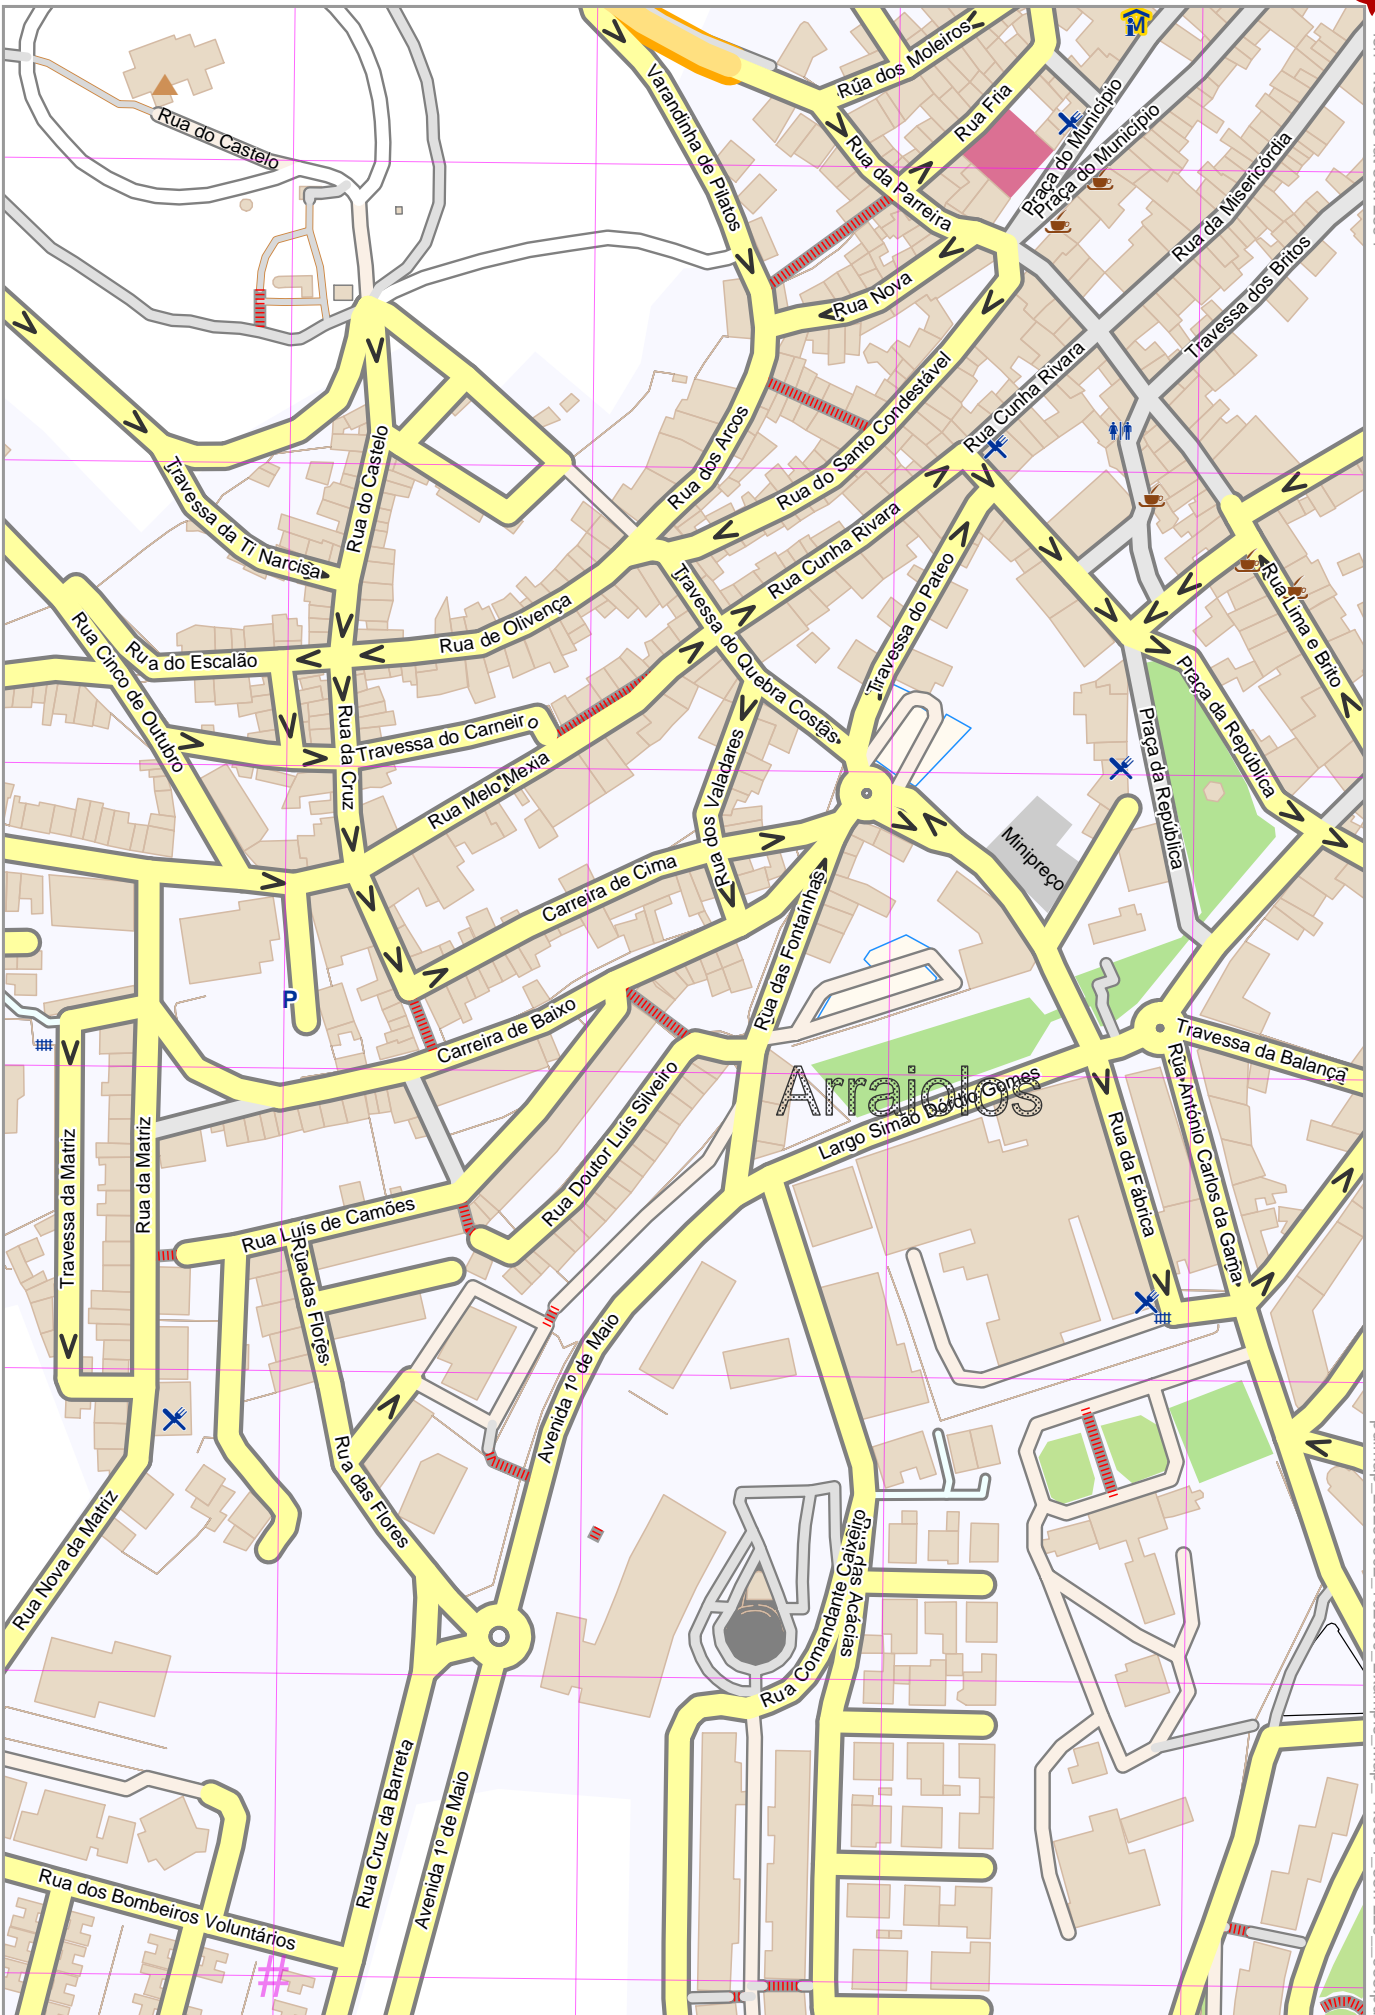 Rua dos Moleiros
Varandinha de Pilatos
Rua Fria
Praça do Município
Praça do Município
Rua do Castelo
Rua da Parreira
Rua da Misericórdia
Travessa dos Britos
Rua Nova
Rua Cunha Rivara
Rua do Santo Condestável
Rua dos Arcos
Rua do Castelo
Travessa da Ti Narcisa
Rua Cunha Rivara
Travessa do Pateo
Rua Lima e Brito
Travessa do Quebra Costas
Rua de Olivença
Rua do Escalão
Rua Cinco de Outubro
Praça da República
Praça da República
Travessa do Carneiro
Rua da Cruz
Rua Melo Mexia
Rua dos Valadares
Minipreço
Carreira de Cima
Rua das Fontaínhas
P
Carreira de Baixo
Travessa da Balança
Arraiolos
Largo Simão Dórdio Gomes
Rua António Carlos da Gama
Rua da Fábrica
Rua Doutor Luís Silveiro
Travessa da Matriz
Rua da Matriz
Rua Luís de Camões
Rua das Flores
Avenida 1º de Maio
Rua das Flores
Rua Nova da Matriz
Rua das Acácias
Rua Comandante Caixeiro
Rua Cruz da Barreta
Avenida 1º de Maio
Rua dos Bombeiros Voluntários
#